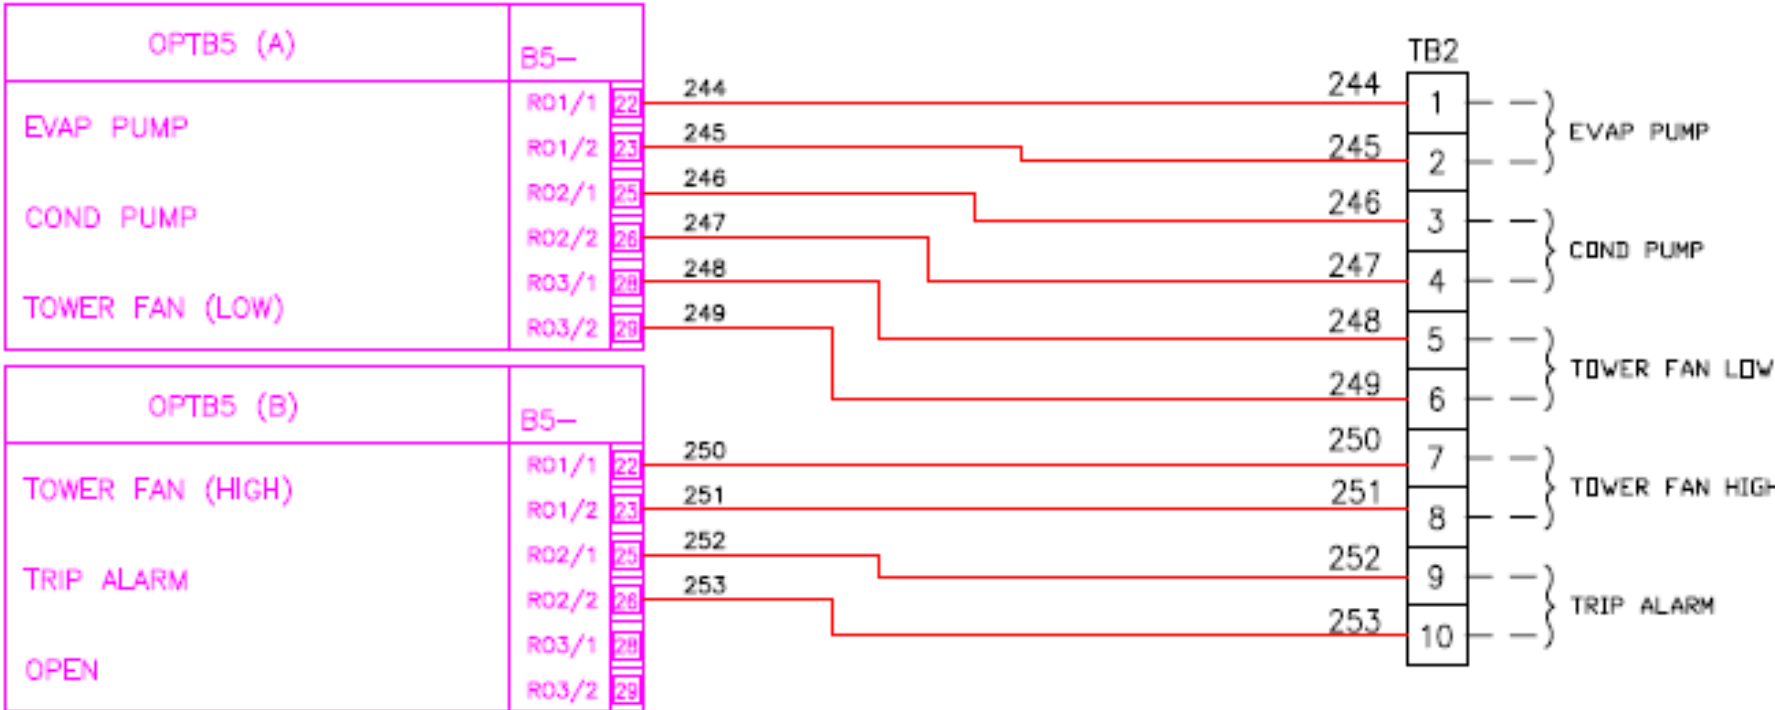 OPTB5 (A)
B5-
EVAP PUMP
RO1/1 22 244
RO1/2 23 245
COND PUMP
RO2/1 25 246
RO2/2 26 247
TOWER FAN (LOW)
RO3/1 28 248
RO3/2 29 249
OPTB5 (B)
B5-
TOWER FAN (HIGH)
RO1/1 22 250
RO1/2 23 251
TRIP ALARM
RO2/1 25 252
RO2/2 26 253
OPEN
RO3/1 28
RO3/2 29
TB2
244 1
245 2
EVAP PUMP
246 3
247 4
COND PUMP
248 5
249 6
TOWER FAN LOW
250 7
251 8
TOWER FAN HIGH
252 9
253 10
TRIP ALARM